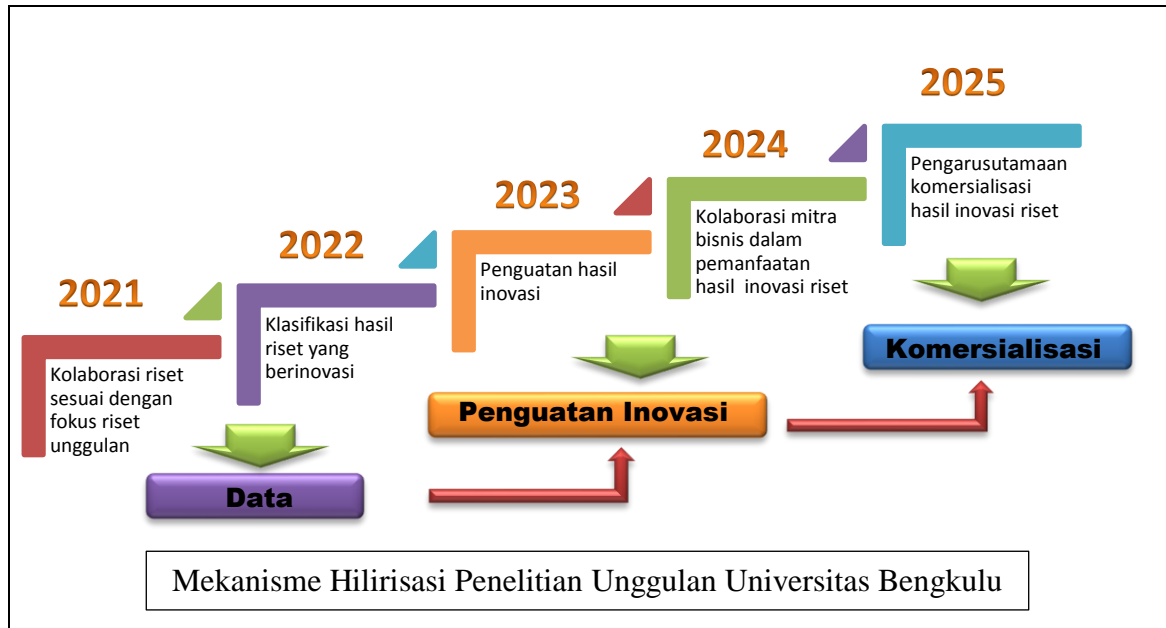 2021
Kolaborasi riset
sesuai dengan
fokus riset
unggulan
2022
Klasifikasi hasil
riset yang
berinovasi
2023
Penguatan hasil
inovasi
2024
Kolaborasi mitra
bisnis dalam
pemanfaatan
hasil  inovasi riset
2025
Pengarusutamaan
komersialisasi
hasil inovasi riset
Data
Penguatan Inovasi
Komersialisasi
Mekanisme Hilirisasi Penelitian Unggulan Universitas Bengkulu